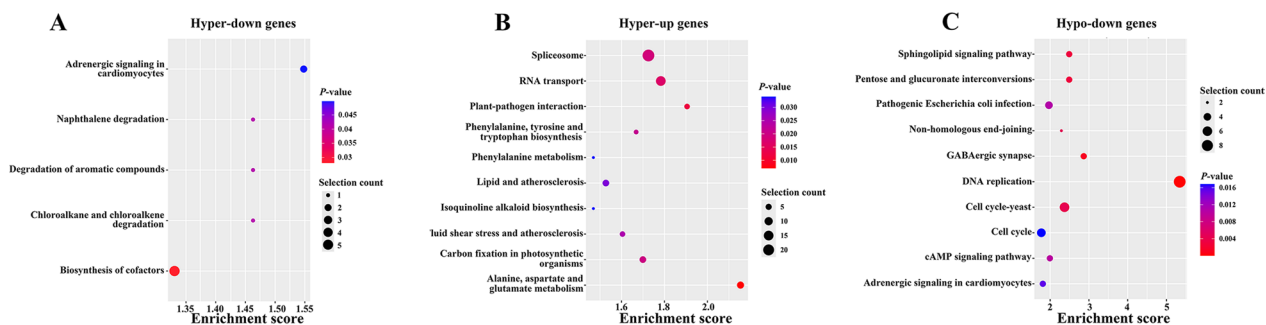 A
Hyper-down genes
Adrenergic signaling in
cardiomyocytes
Naphthalene degradation
Degradation of aromatic compounds
Chloroalkane and chloroalkene
degradation
Biosynthesis of cofactors
1.35 1.40 1.45 1.50 1.55
Enrichment score
P-value
0.045
0.040
0.035
0.03
Selection count
1
2
3
4
5
B
Hyper-up genes
Spliceosome
RNA transport
Plant-pathogen interaction
Phenylalanine, tyrosine and
tryptophan biosynthesis
Phenylalanine metabolism
Lipid and atherosclerosis
Isoquinoline alkaloid biosynthesis
luid shear stress and atherosclerosis
Carbon fixation in photosynthetic
organisms
Alanine, aspartate and
glutamate metabolism
1.6 1.8 2.0
Enrichment score
P-value
0.030
0.025
0.020
0.015
0.010
Selection count
5
10
15
20
C
Hypo-down genes
Sphingolipid signaling pathway
Pentose and glucuronate interconversions
Pathogenic Escherichia coli infection
Non-homologous end-joining
GABAergic synapse
DNA replication
Cell cycle-yeast
Cell cycle
cAMP signaling pathway
Adrenergic signaling in cardiomyocytes
2 3 4 5
Enrichment score
Selection count
2
4
6
8
P-value
0.016
0.012
0.008
0.004